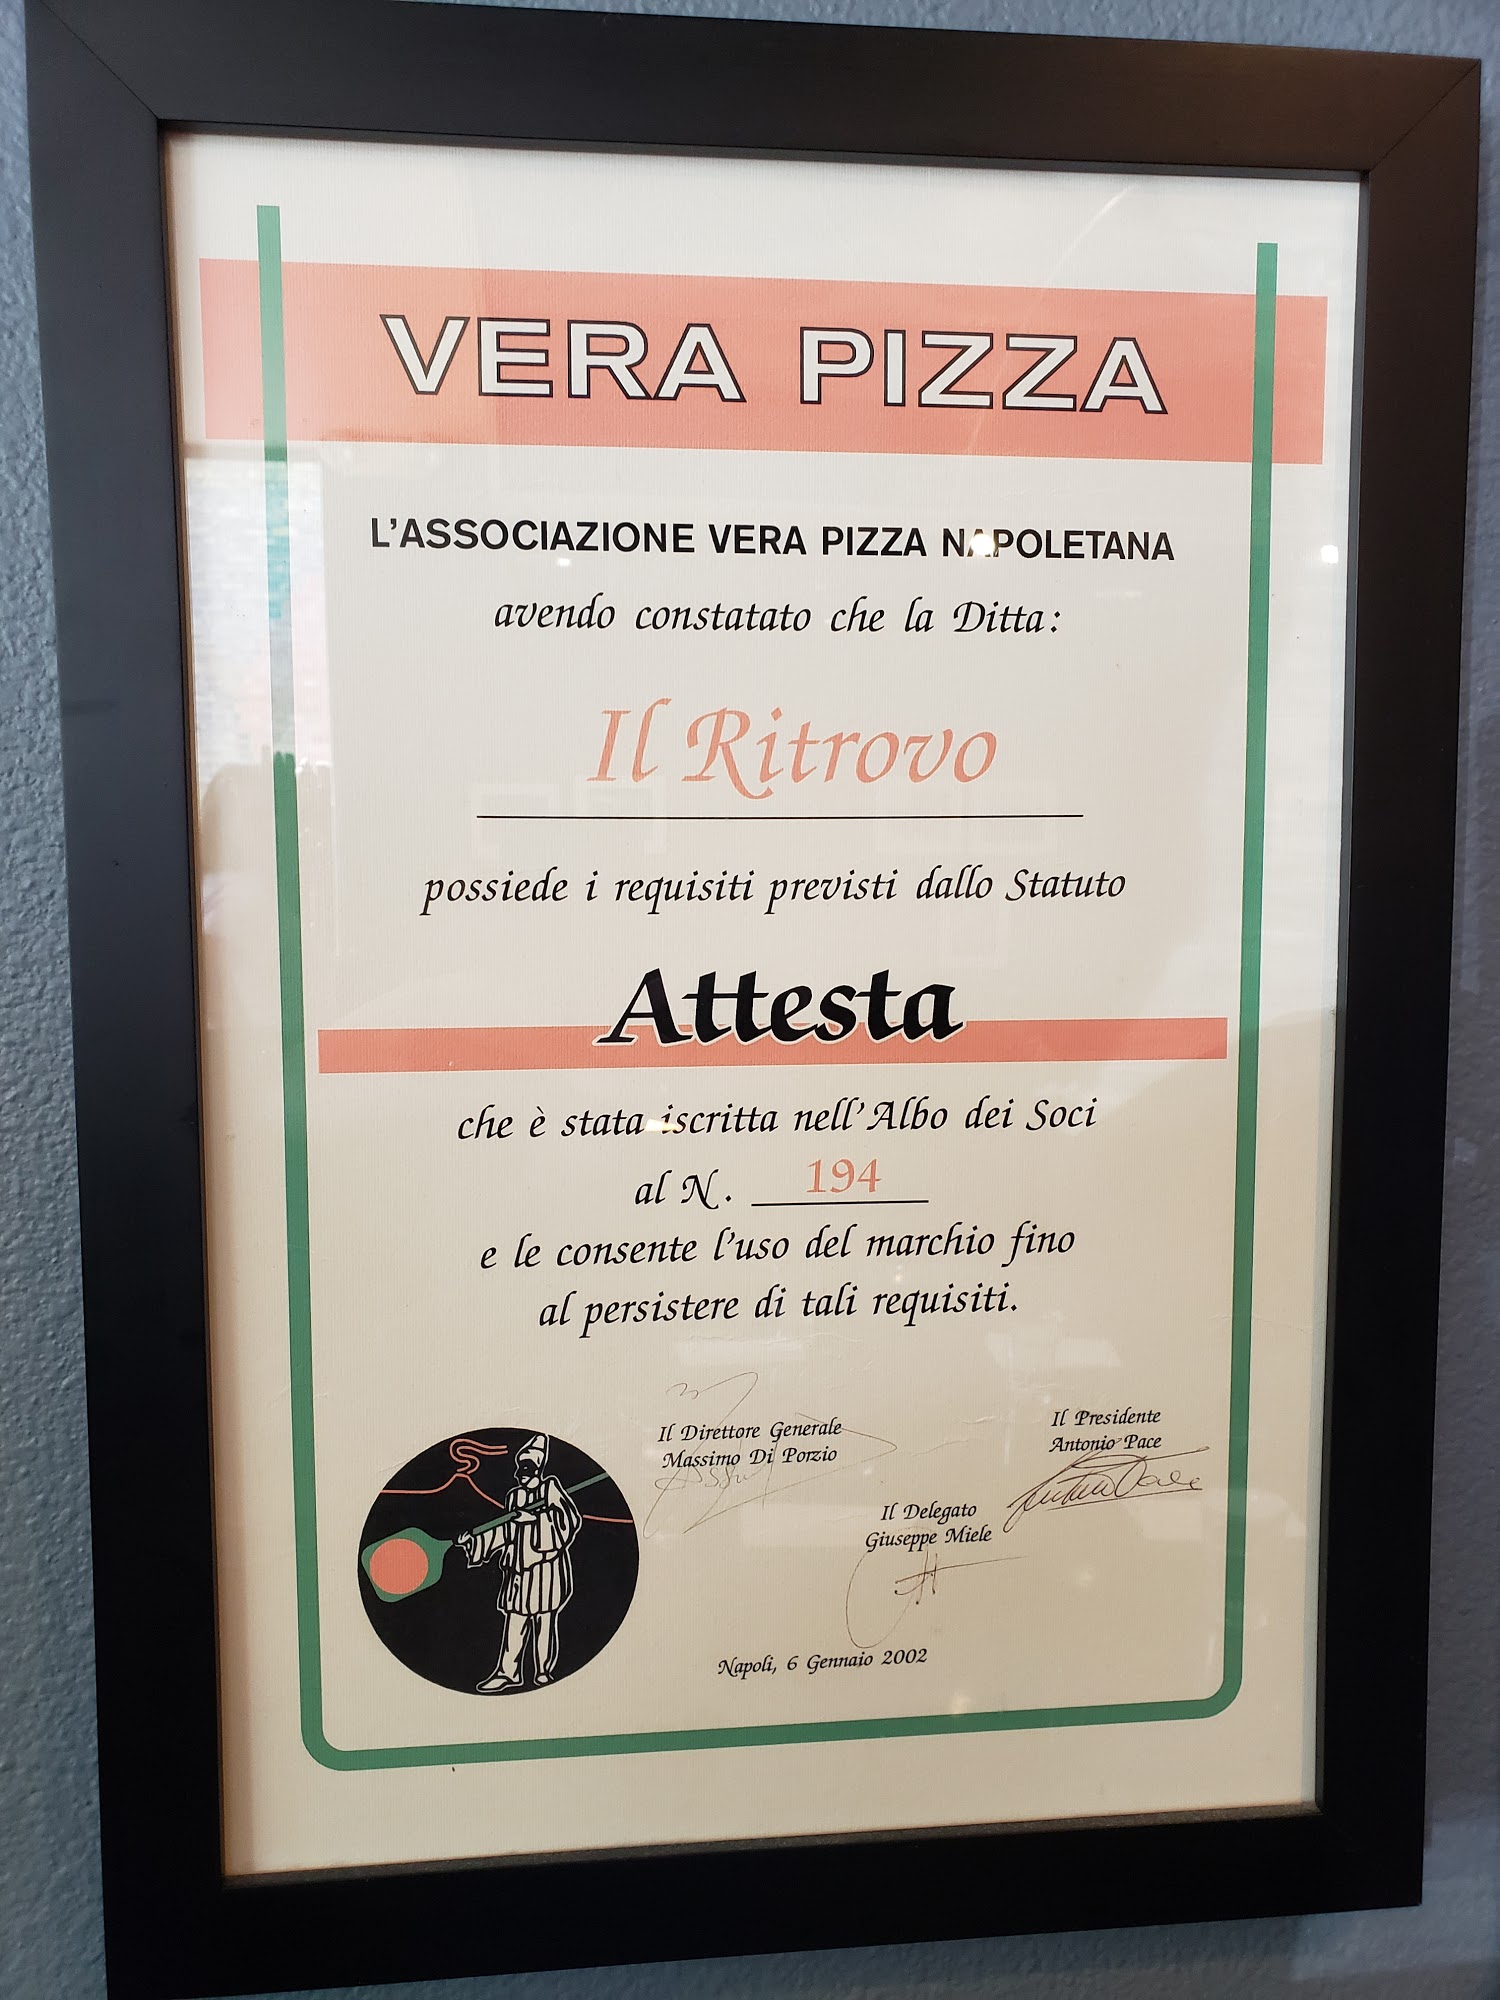 VERA PIZZA
L'ASSOCIAZIONE VERA PIZZA NAPOLETANA
avendo constatato che la Ditta:
Il Ritrovo
possiede i requisiti previsti dallo Statuto
Attesta
che è stata iscritta nell'Albo dei Soci
al N. 194
e le consente l'uso del marchio fino
al persistere di tali requisiti.
Il Direttore Generale
Massimo Di Porzio
Il Presidente
Antonio Pace
Il Delegato
Giuseppe Miele
Napoli, 6 Gennaio 2002